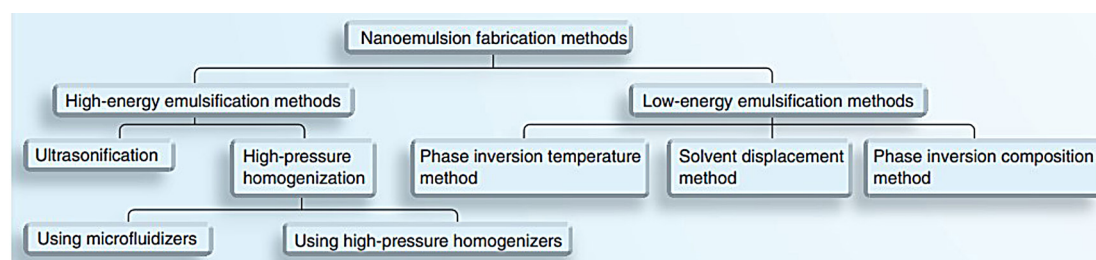 Nanoemulsion fabrication methods
High-energy emulsification methods
Low-energy emulsification methods
Ultrasonification
High-pressure
homogenization
Phase inversion temperature
method
Solvent displacement
method
Phase inversion composition
method
Using microfluidizers
Using high-pressure homogenizers